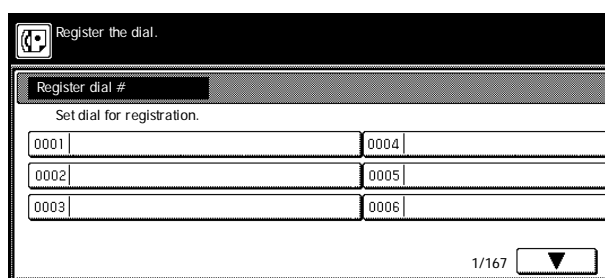 Register the dial.
Register dial #
Set dial for registration.
0001 0004
0002 0005
0003 0006
1/167